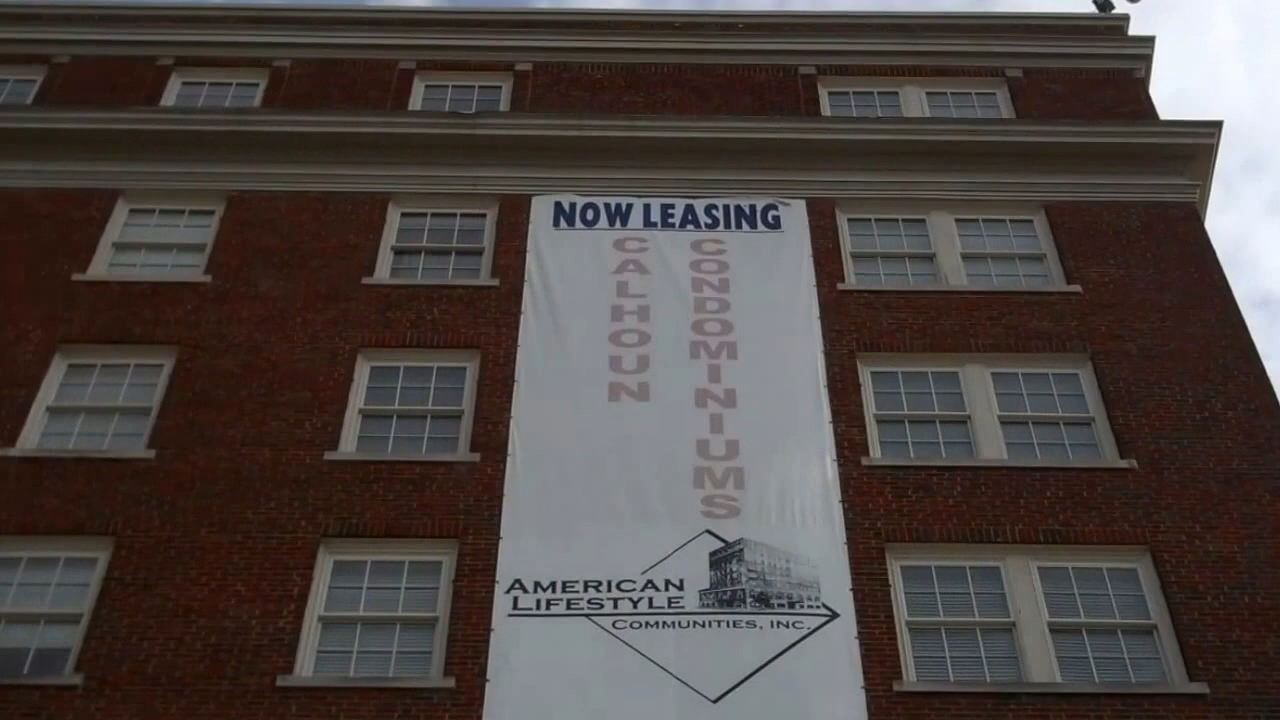 NOW LEASING
CALHOUN
CONDOMINIUMS
AMERICAN
LIFESTYLE
COMMUNITIES, INC.